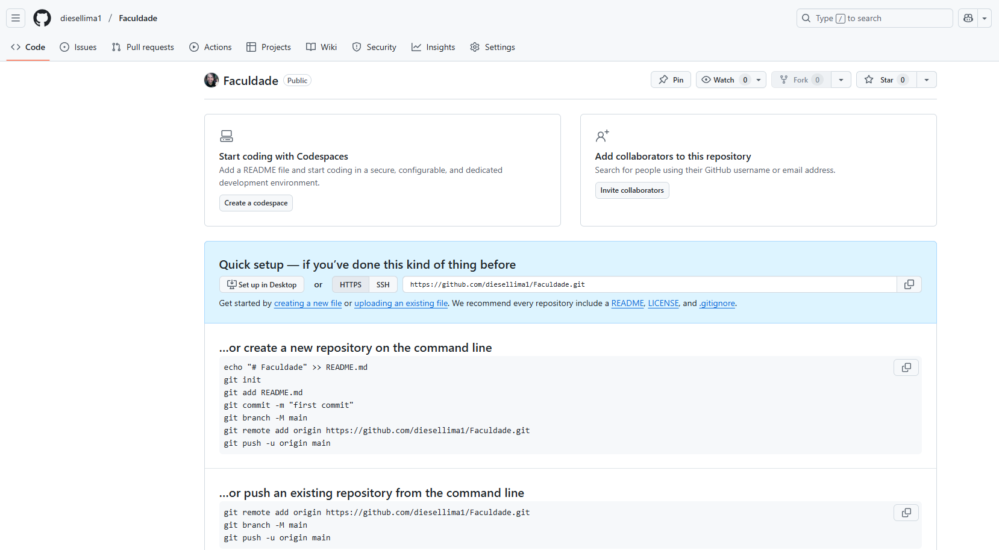 diesellima1 / Faculdade
Type / to search
Code Issues Pull requests Actions Projects Wiki Security Insights Settings
Faculdade Public
Pin Watch 0 Fork 0 Star 0
Start coding with Codespaces
Add a README file and start coding in a secure, configurable, and dedicated
development environment.
Create a codespace
Add collaborators to this repository
Search for people using their GitHub username or email address.
Invite collaborators
Quick setup — if you’ve done this kind of thing before
Set up in Desktop or HTTPS SSH https://github.com/diesellima1/Faculdade.git
Get started by creating a new file or uploading an existing file. We recommend every repository include a README, LICENSE, and .gitignore.
…or create a new repository on the command line
echo "# Faculdade" >> README.md
git init
git add README.md
git commit -m "first commit"
git branch -M main
git remote add origin https://github.com/diesellima1/Faculdade.git
git push -u origin main
…or push an existing repository from the command line
git remote add origin https://github.com/diesellima1/Faculdade.git
git branch -M main
git push -u origin main